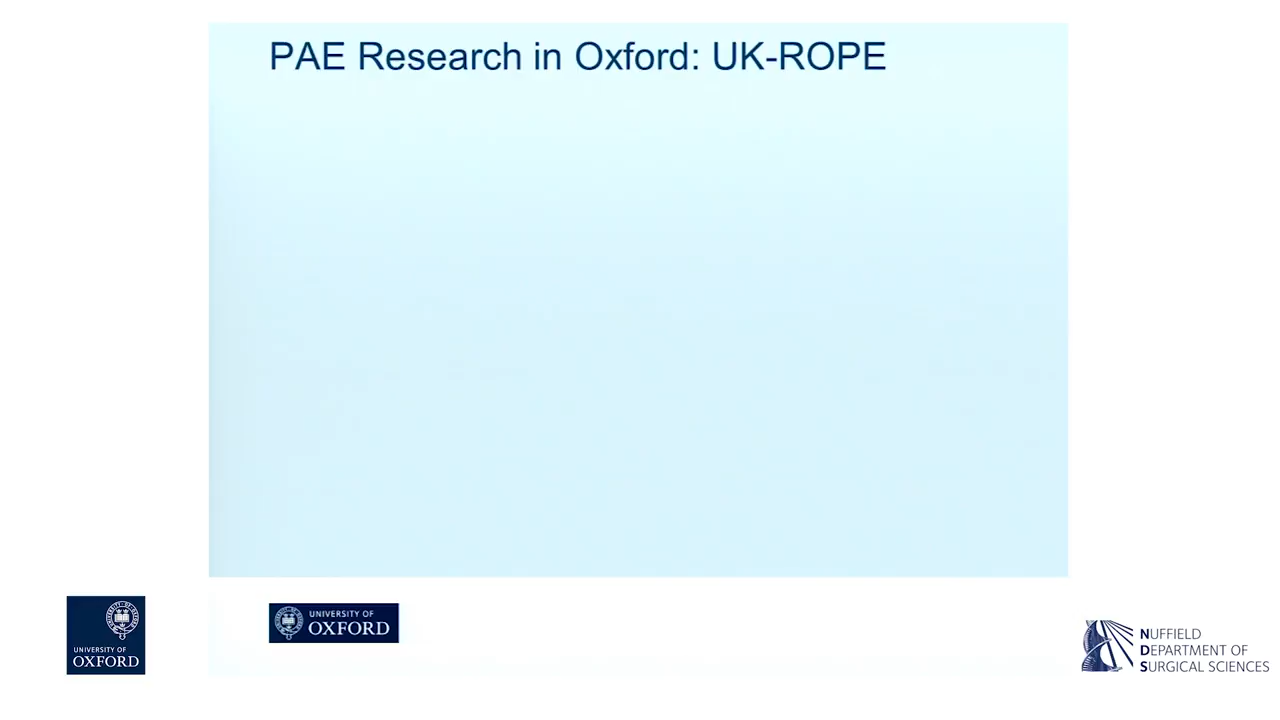 PAE Research in Oxford: UK-ROPE
UNIVERSITY OF
OXFORD
UNIVERSITY OF
OXFORD
NUFFIELD
DEPARTMENT OF
SURGICAL SCIENCES